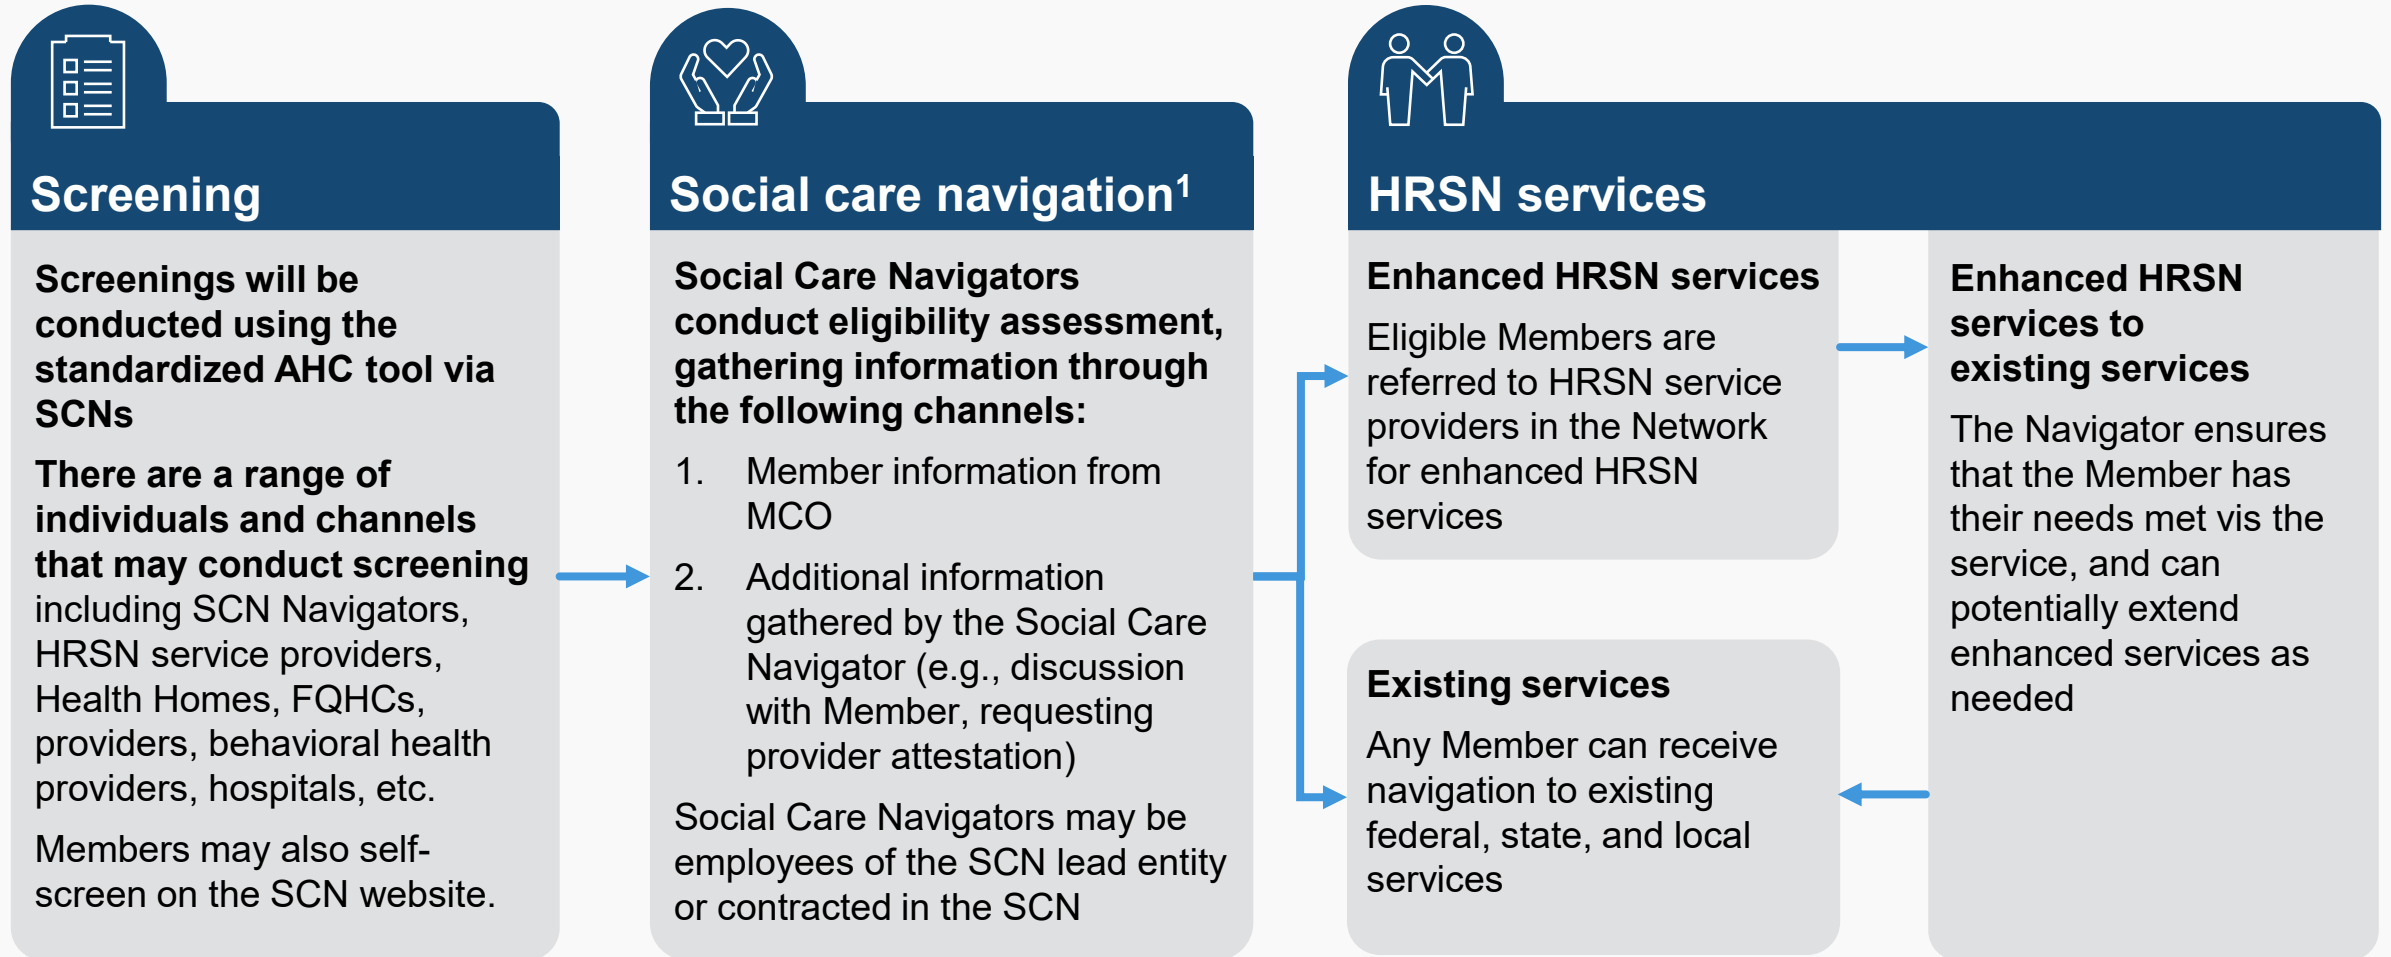 Screening
Screenings will be
conducted using the
standardized AHC tool via
SCNs
There are a range of
individuals and channels
that may conduct screening
including SCN Navigators,
HRSN service providers,
Health Homes, FQHCs,
providers, behavioral health
providers, hospitals, etc.
Members may also self-
screen on the SCN website.
Social care navigation¹
Social Care Navigators
conduct eligibility assessment,
gathering information through
the following channels:
1. Member information from
MCO
2. Additional information
gathered by the Social Care
Navigator (e.g., discussion
with Member, requesting
provider attestation)
Social Care Navigators may be
employees of the SCN lead entity
or contracted in the SCN
HRSN services
Enhanced HRSN services
Eligible Members are
referred to HRSN service
providers in the Network
for enhanced HRSN
services
Existing services
Any Member can receive
navigation to existing
federal, state, and local
services
Enhanced HRSN
services to
existing services
The Navigator ensures
that the Member has
their needs met vis the
service, and can
potentially extend
enhanced services as
needed